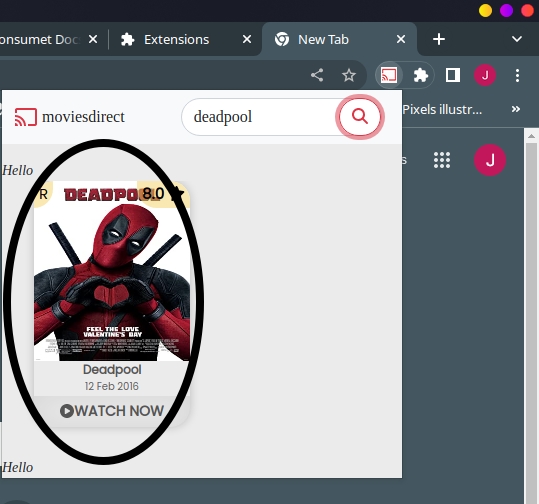 onsumet Doc
Extensions
New Tab
J
Pixels illustr...
moviesdirect
deadpool
s
J
Hello
R
8.0
DEADPOOL
FEEL THE LOVE
VALENTINE'S DAY
Deadpool
12 Feb 2016
WATCH NOW
Hello